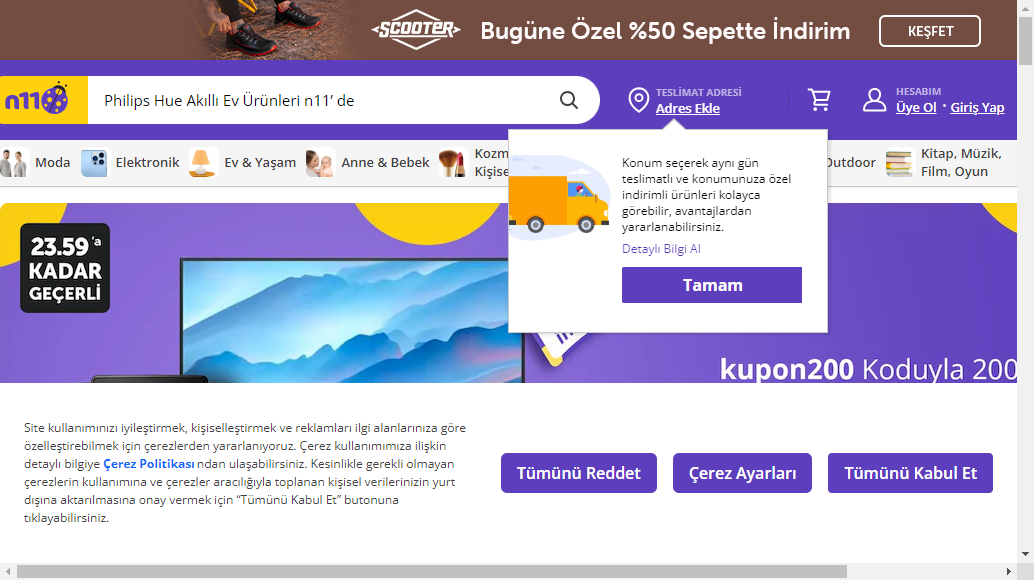 SCOOTER Bugüne Özel %50 Sepette İndirim KEŞFET
n11
Philips Hue Akıllı Ev Ürünleri n11’ de
TESLİMAT ADRESİ
Adres Ekle
HESABIM
Üye Ol · Giriş Yap
Moda
Elektronik
Ev & Yaşam
Anne & Bebek
Kozm
Kişise
Outdoor
Kitap, Müzik,
Film, Oyun
Konum seçerek aynı gün
teslimatlı ve konumunuza özel
indirimli ürünleri kolayca
görebilir, avantajlardan
yararlanabilirsiniz.
Detaylı Bilgi Al
Tamam
23.59'a
KADAR
GEÇERLİ
kupon200 Koduyla 200
Site kullanımınızı iyileştirmek, kişiselleştirmek ve reklamları ilgi alanlarınıza göre
özelleştirebilmek için çerezlerden yararlanıyoruz. Çerez kullanımımıza ilişkin
detaylı bilgiye Çerez Politikası ndan ulaşabilirsiniz. Kesinlikle gerekli olmayan
çerezlerin kullanımına ve çerezler aracılığıyla toplanan kişisel verilerinizin yurt
dışına aktarılmasına onay vermek için “Tümünü Kabul Et” butonuna
tıklayabilirsiniz.
Tümünü Reddet
Çerez Ayarları
Tümünü Kabul Et